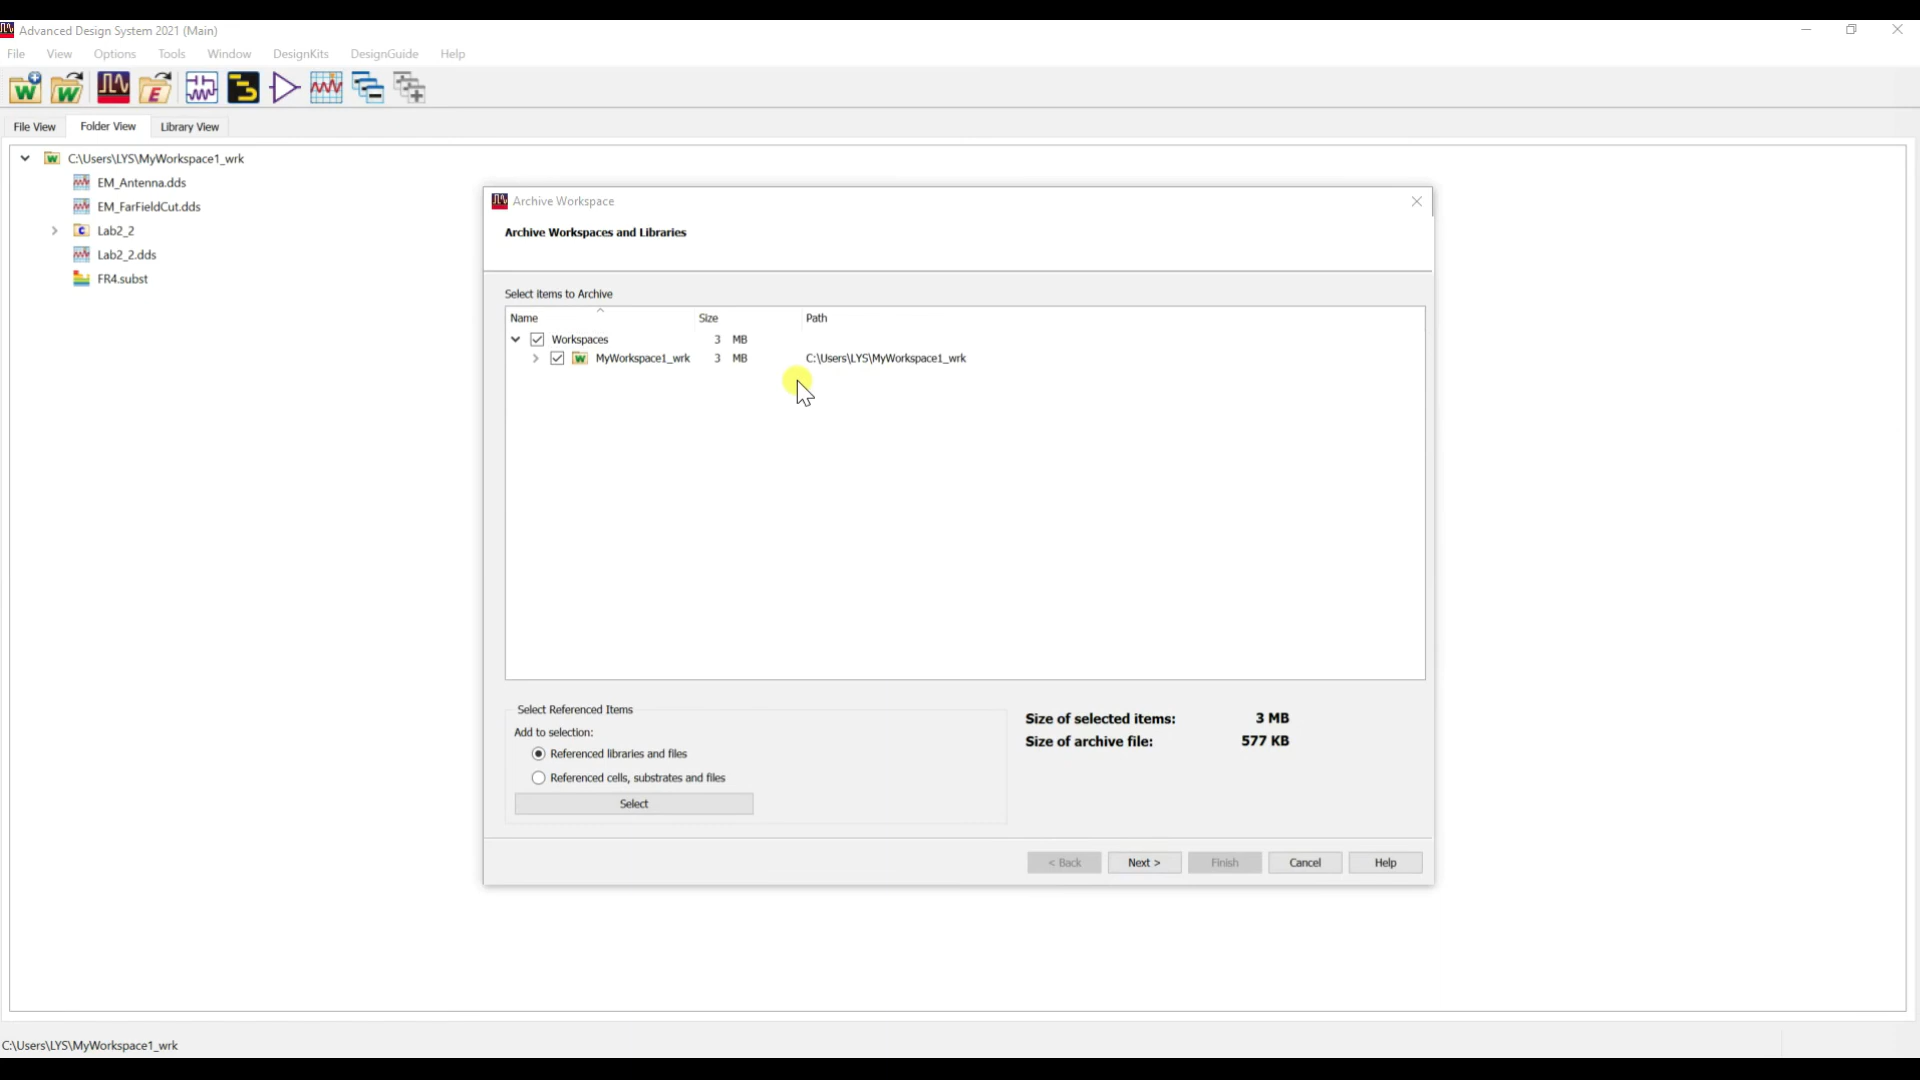 Advanced Design System 2021 (Main)
File View Options Tools Window DesignKits DesignGuide Help
File View Folder View Library View
C:\Users\LYS\MyWorkspace1_wrk
EM_Antenna.dds
EM_FarFieldCut.dds
Lab2_2
Lab2_2.dds
FR4.subst
Archive Workspace
Archive Workspaces and Libraries
Select items to Archive
Name Size Path
Workspaces 3 MB
MyWorkspace1_wrk 3 MB C:\Users\LYS\MyWorkspace1_wrk
Select Referenced Items
Add to selection:
Referenced libraries and files
Referenced cells, substrates and files
Select
Size of selected items: 3 MB
Size of archive file: 577 KB
< Back Next > Finish Cancel Help
C:\Users\LYS\MyWorkspace1_wrk